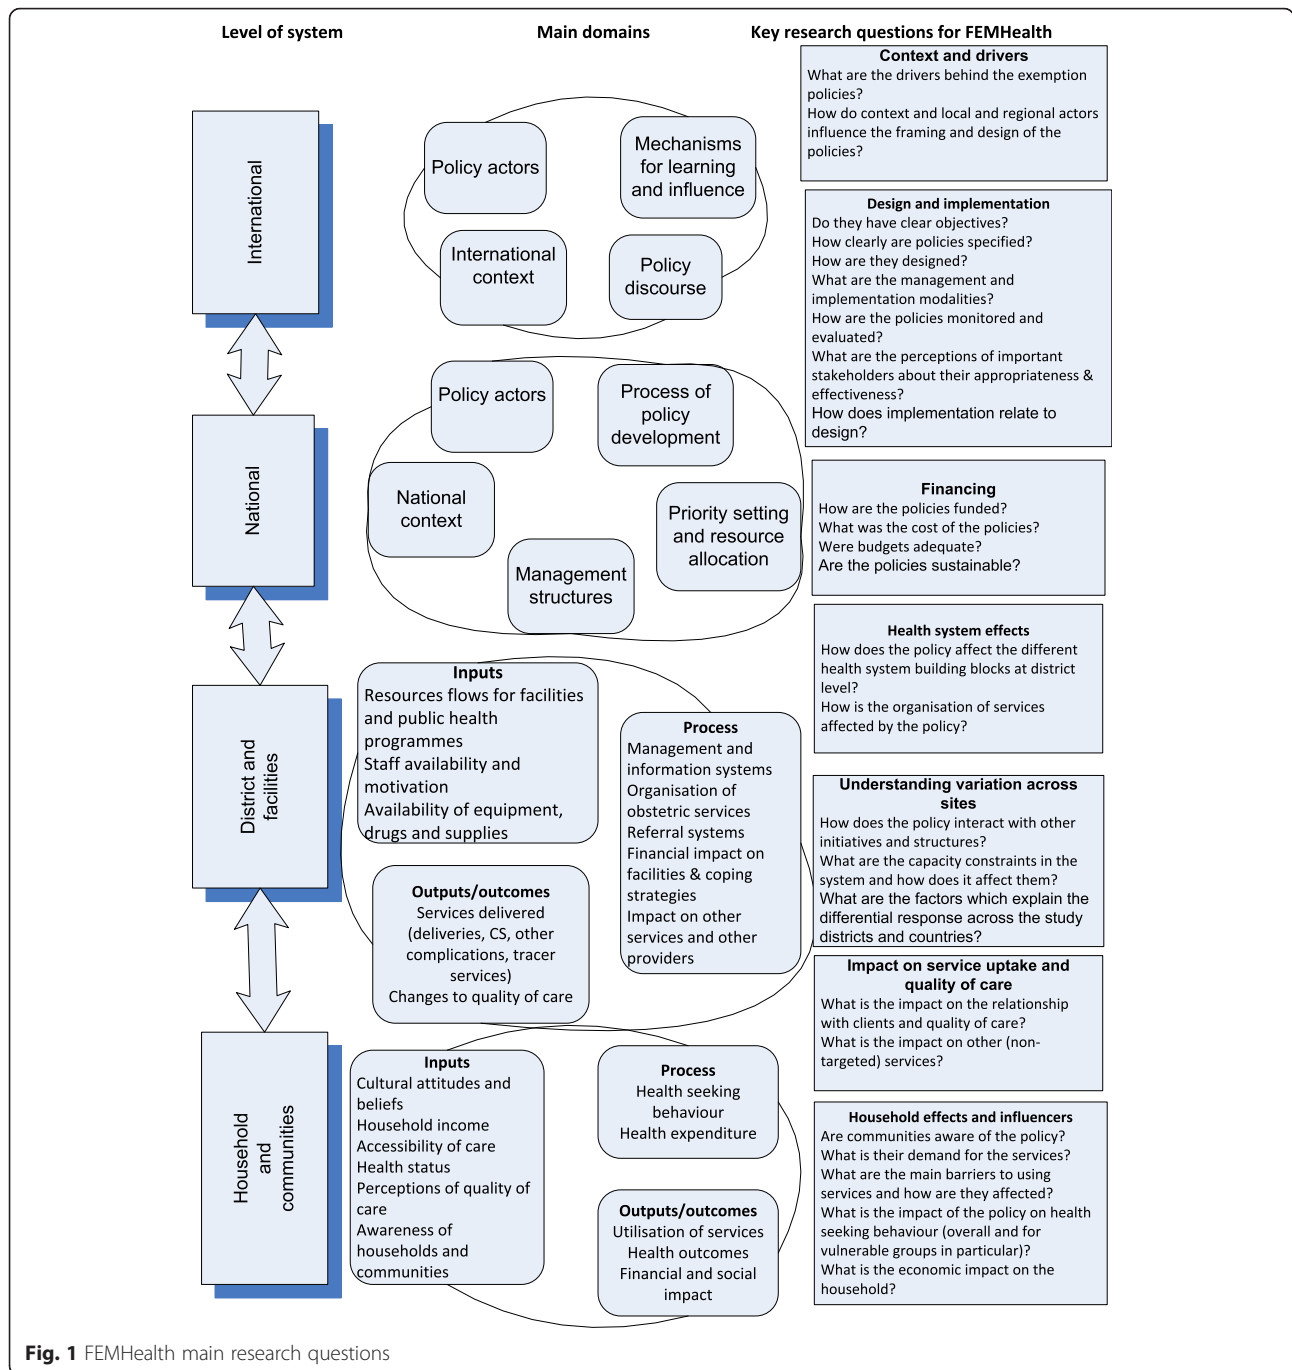 Level of system
Main domains
Key research questions for FEMHealth
International
Policy actors
Mechanisms
for learning
and influence
International
context
Policy
discourse
Context and drivers
What are the drivers behind the exemption
policies?
How do context and local and regional actors
influence the framing and design of the
policies?
Design and implementation
Do they have clear objectives?
How clearly are policies specified?
How are they designed?
What are the management and
implementation modalities?
How are the policies monitored and
evaluated?
What are the perceptions of important
stakeholders about their appropriateness &
effectiveness?
How does implementation relate to
design?
National
Policy actors
Process of
policy
development
National
context
Priority setting
and resource
allocation
Management
structures
Financing
How are the policies funded?
What was the cost of the policies?
Were budgets adequate?
Are the policies sustainable?
Health system effects
How does the policy affect the different
health system building blocks at district
level?
How is the organisation of services
affected by the policy?
District and
facilities
Inputs
Resources flows for facilities
and public health
programmes
Staff availability and
motivation
Availability of equipment,
drugs and supplies
Process
Management and
information systems
Organisation of
obstetric services
Referral systems
Financial impact on
facilities & coping
strategies
Impact on other
services and other
providers
Outputs/outcomes
Services delivered
(deliveries, CS, other
complications, tracer
services)
Changes to quality of care
Understanding variation across
sites
How does the policy interact with other
initiatives and structures?
What are the capacity constraints in the
system and how does it affect them?
What are the factors which explain the
differential response across the study
districts and countries?
Impact on service uptake and
quality of care
What is the impact on the relationship
with clients and quality of care?
What is the impact on other (non-
targeted) services?
Household
and
communities
Inputs
Cultural attitudes and
beliefs
Household income
Accessibility of care
Health status
Perceptions of quality of
care
Awareness of
households and
communities
Process
Health seeking
behaviour
Health expenditure
Outputs/outcomes
Utilisation of services
Health outcomes
Financial and social
impact
Household effects and influencers
Are communities aware of the policy?
What is their demand for the services?
What are the main barriers to using
services and how are they affected?
What is the impact of the policy on health
seeking behaviour (overall and for
vulnerable groups in particular)?
What is the economic impact on the
household?
Fig. 1 FEMHealth main research questions